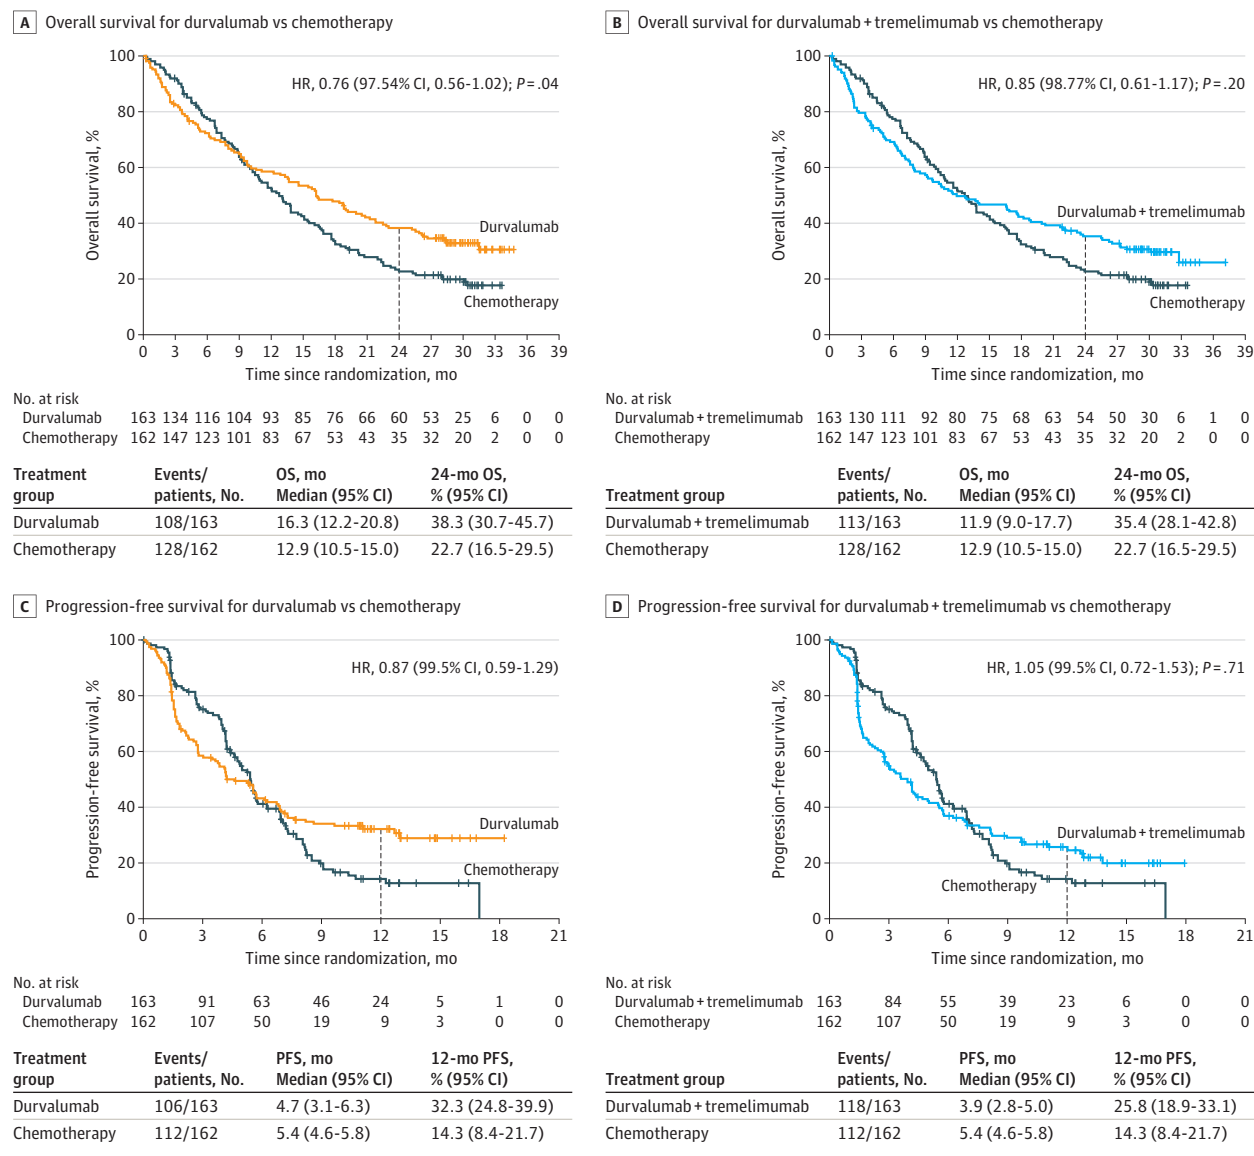 A Overall survival for durvalumab vs chemotherapy
HR, 0.76 (97.54% CI, 0.56-1.02); P = .04
Overall survival, %
100
80
60
40
20
0
Durvalumab
Chemotherapy
0 3 6 9 12 15 18 21 24 27 30 33 36 39
Time since randomization, mo
No. at risk
Durvalumab 163 134 116 104 93 85 76 66 60 53 25 6 0 0
Chemotherapy 162 147 123 101 83 67 53 43 35 32 20 2 0 0
Treatment group Events/ patients, No. OS, mo Median (95% CI) 24-mo OS, % (95% CI)
Durvalumab 108/163 16.3 (12.2-20.8) 38.3 (30.7-45.7)
Chemotherapy 128/162 12.9 (10.5-15.0) 22.7 (16.5-29.5)
B Overall survival for durvalumab + tremelimumab vs chemotherapy
HR, 0.85 (98.77% CI, 0.61-1.17); P = .20
Overall survival, %
100
80
60
40
20
0
Durvalumab + tremelimumab
Chemotherapy
0 3 6 9 12 15 18 21 24 27 30 33 36 39
Time since randomization, mo
No. at risk
Durvalumab + tremelimumab 163 130 111 92 80 75 68 63 54 50 30 6 1 0
Chemotherapy 162 147 123 101 83 67 53 43 35 32 20 2 0 0
Treatment group Events/ patients, No. OS, mo Median (95% CI) 24-mo OS, % (95% CI)
Durvalumab + tremelimumab 113/163 11.9 (9.0-17.7) 35.4 (28.1-42.8)
Chemotherapy 128/162 12.9 (10.5-15.0) 22.7 (16.5-29.5)
C Progression-free survival for durvalumab vs chemotherapy
HR, 0.87 (99.5% CI, 0.59-1.29)
Progression-free survival, %
100
80
60
40
20
0
Durvalumab
Chemotherapy
0 3 6 9 12 15 18 21
Time since randomization, mo
No. at risk
Durvalumab 163 91 63 46 24 5 1 0
Chemotherapy 162 107 50 19 9 3 0 0
Treatment group Events/ patients, No. PFS, mo Median (95% CI) 12-mo PFS, % (95% CI)
Durvalumab 106/163 4.7 (3.1-6.3) 32.3 (24.8-39.9)
Chemotherapy 112/162 5.4 (4.6-5.8) 14.3 (8.4-21.7)
D Progression-free survival for durvalumab + tremelimumab vs chemotherapy
HR, 1.05 (99.5% CI, 0.72-1.53); P = .71
Progression-free survival, %
100
80
60
40
20
0
Durvalumab + tremelimumab
Chemotherapy
0 3 6 9 12 15 18 21
Time since randomization, mo
No. at risk
Durvalumab + tremelimumab 163 84 55 39 23 6 0 0
Chemotherapy 162 107 50 19 9 3 0 0
Treatment group Events/ patients, No. PFS, mo Median (95% CI) 12-mo PFS, % (95% CI)
Durvalumab + tremelimumab 118/163 3.9 (2.8-5.0) 25.8 (18.9-33.1)
Chemotherapy 112/162 5.4 (4.6-5.8) 14.3 (8.4-21.7)